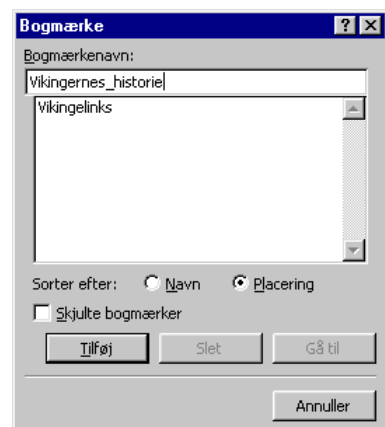 Bogmærke
Bogmærkenavn:
Vikingernes_historie
Vikingelinks
Sorter efter: Navn Placering
Skjulte bogmærker
Tilføj Slet Gå til
Annuller